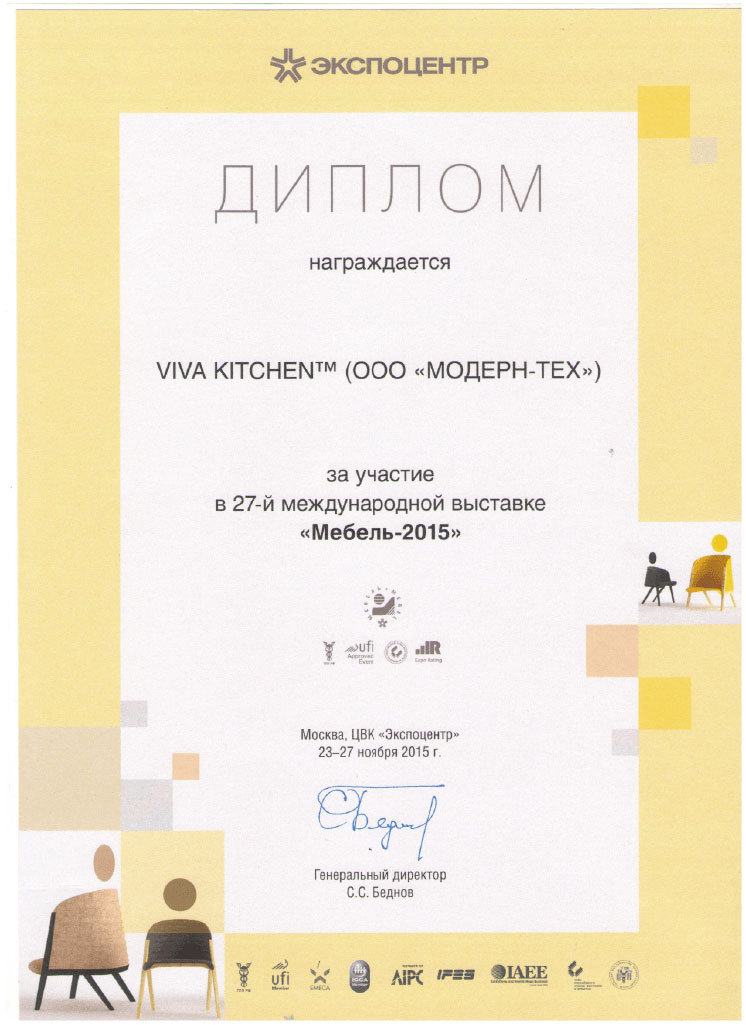 ЭКСПОЦЕНТР
ДИПЛОМ
награждается
VIVA KITCHEN™ (ООО «МОДЕРН-ТЕХ»)
за участие
в 27-й международной выставке
«Мебель-2015»
ufi
Approved
Event
R
Expo Rating
Москва, ЦВК «Экспоцентр»
23–27 ноября 2015 г.
Генеральный директор
С.С. Беднов
ufi
Member
EMECA
AIPC
IFES
IAEE